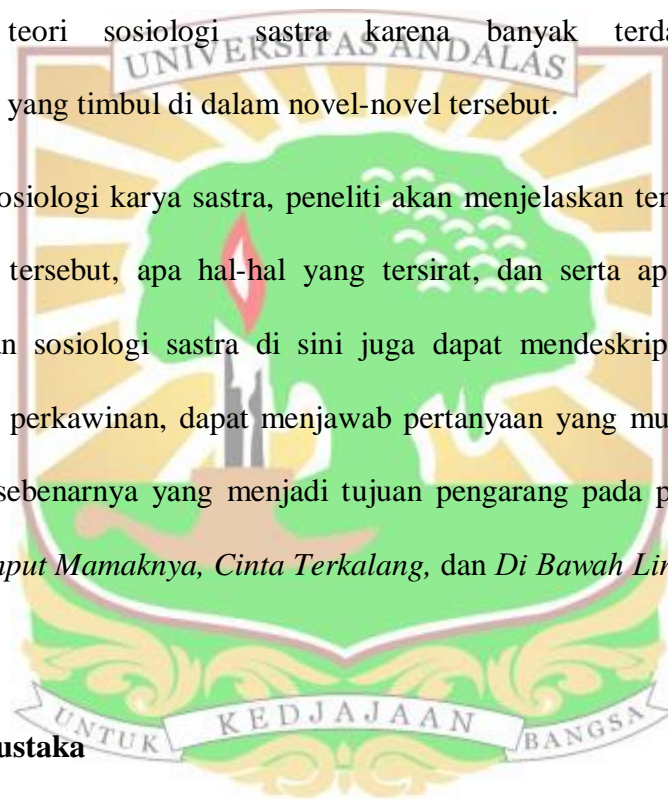 teori sosiologi sastra karena banyak terda
UNIVERSITAS ANDALAS
yang timbul di dalam novel-novel tersebut.
osiologi karya sastra, peneliti akan menjelaskan ten
tersebut, apa hal-hal yang tersirat, dan serta ap
n sosiologi sastra di sini juga dapat mendeskrip
perkawinan, dapat menjawab pertanyaan yang mu
sebenarnya yang menjadi tujuan pengarang pada p
put Mamaknya, Cinta Terkalang, dan Di Bawah Lin
UNTUK KEDJAJAAN BANGSA
ustaka